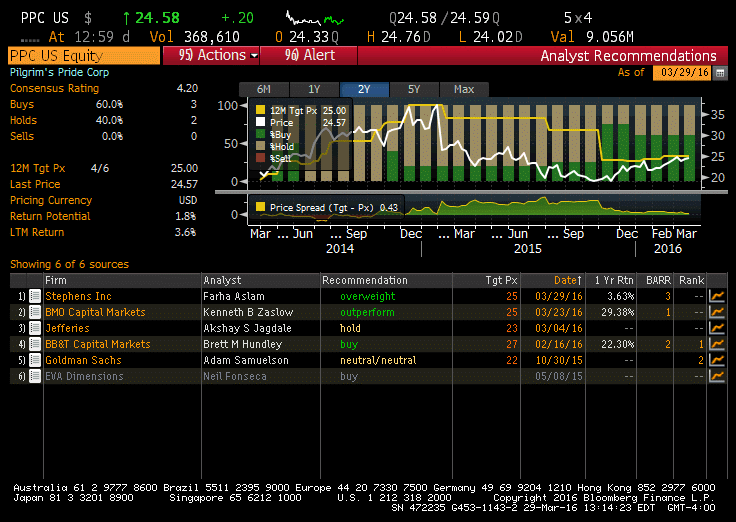 PPC US $ ↑ 24.58 +.20 Q24.58/24.59Q 5x4
At 12:59 d Vol 368,610 O 24.33Q H 24.76D L 24.02D Val 9.056M
PPC US Equity 95) Actions 96) Alert Analyst Recommendations
Pilgrim's Pride Corp As of 03/29/16
Consensus Rating 4.20
Buys 60.0% 3
Holds 40.0% 2
Sells 0.0% 0
12M Tgt Px 4/6 25.00
Last Price 24.57
Pricing Currency USD
Return Potential 1.8%
LTM Return 3.6%
6M 1Y 2Y 5Y Max
12M Tgt Px 25.00
Price 24.57
%Buy
%Hold
%Sell
100
50
0
35
30
25
20
Price Spread (Tgt - Px) 0.43
0
Mar ... Jun ... Sep Dec ... Mar ... Jun ... Sep Dec Feb Mar
2014 2015 2016
Showing 6 of 6 sources
Firm Analyst Recommendation Tgt Px Date↑ 1 Yr Rtn BARR Rank
1) Stephens Inc Farha Aslam overweight 25 03/29/16 3.63% 3 --
2) BMO Capital Markets Kenneth B Zaslow outperform 25 03/23/16 29.38% 1 --
3) Jefferies Akshay S Jagdale hold 23 03/04/16 -- -- --
4) BB&T Capital Markets Brett M Hundley buy 27 02/16/16 22.30% 2 1
5) Goldman Sachs Adam Samuelson neutral/neutral 22 10/30/15 -- 2
6) EVA Dimensions Neil Fonseca buy 05/08/15 -- -- --
Australia 61 2 9777 8600 Brazil 5511 2395 9000 Europe 44 20 7330 7500 Germany 49 69 9204 1210 Hong Kong 852 2977 6000
Japan 81 3 3201 8900 Singapore 65 6212 1000 U.S. 1 212 318 2000 Copyright 2016 Bloomberg Finance L.P.
SN 472235 G453-1143-2 29-Mar-16 13:14:23 EDT GMT-4:00